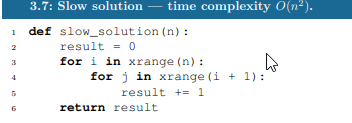 3.7: Slow solution — time complexity O(n²).
1 def slow_solution(n):
2     result = 0
3     for i in xrange(n):
4         for j in xrange(i + 1):
5             result += 1
6     return result